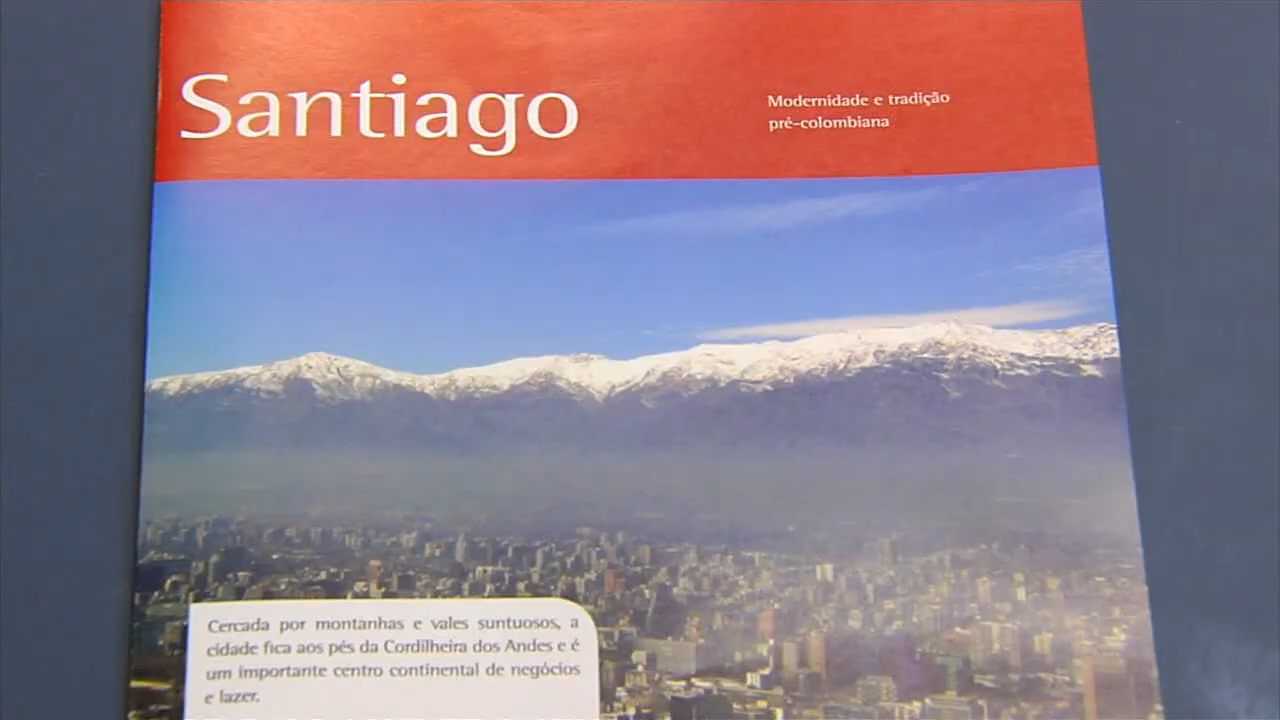 Santiago
Modernidade e tradição
pré-colombiana
Cercada por montanhas e vales suntuosos, a
cidade fica aos pés da Cordilheira dos Andes e é
um importante centro continental de negócios
e lazer.